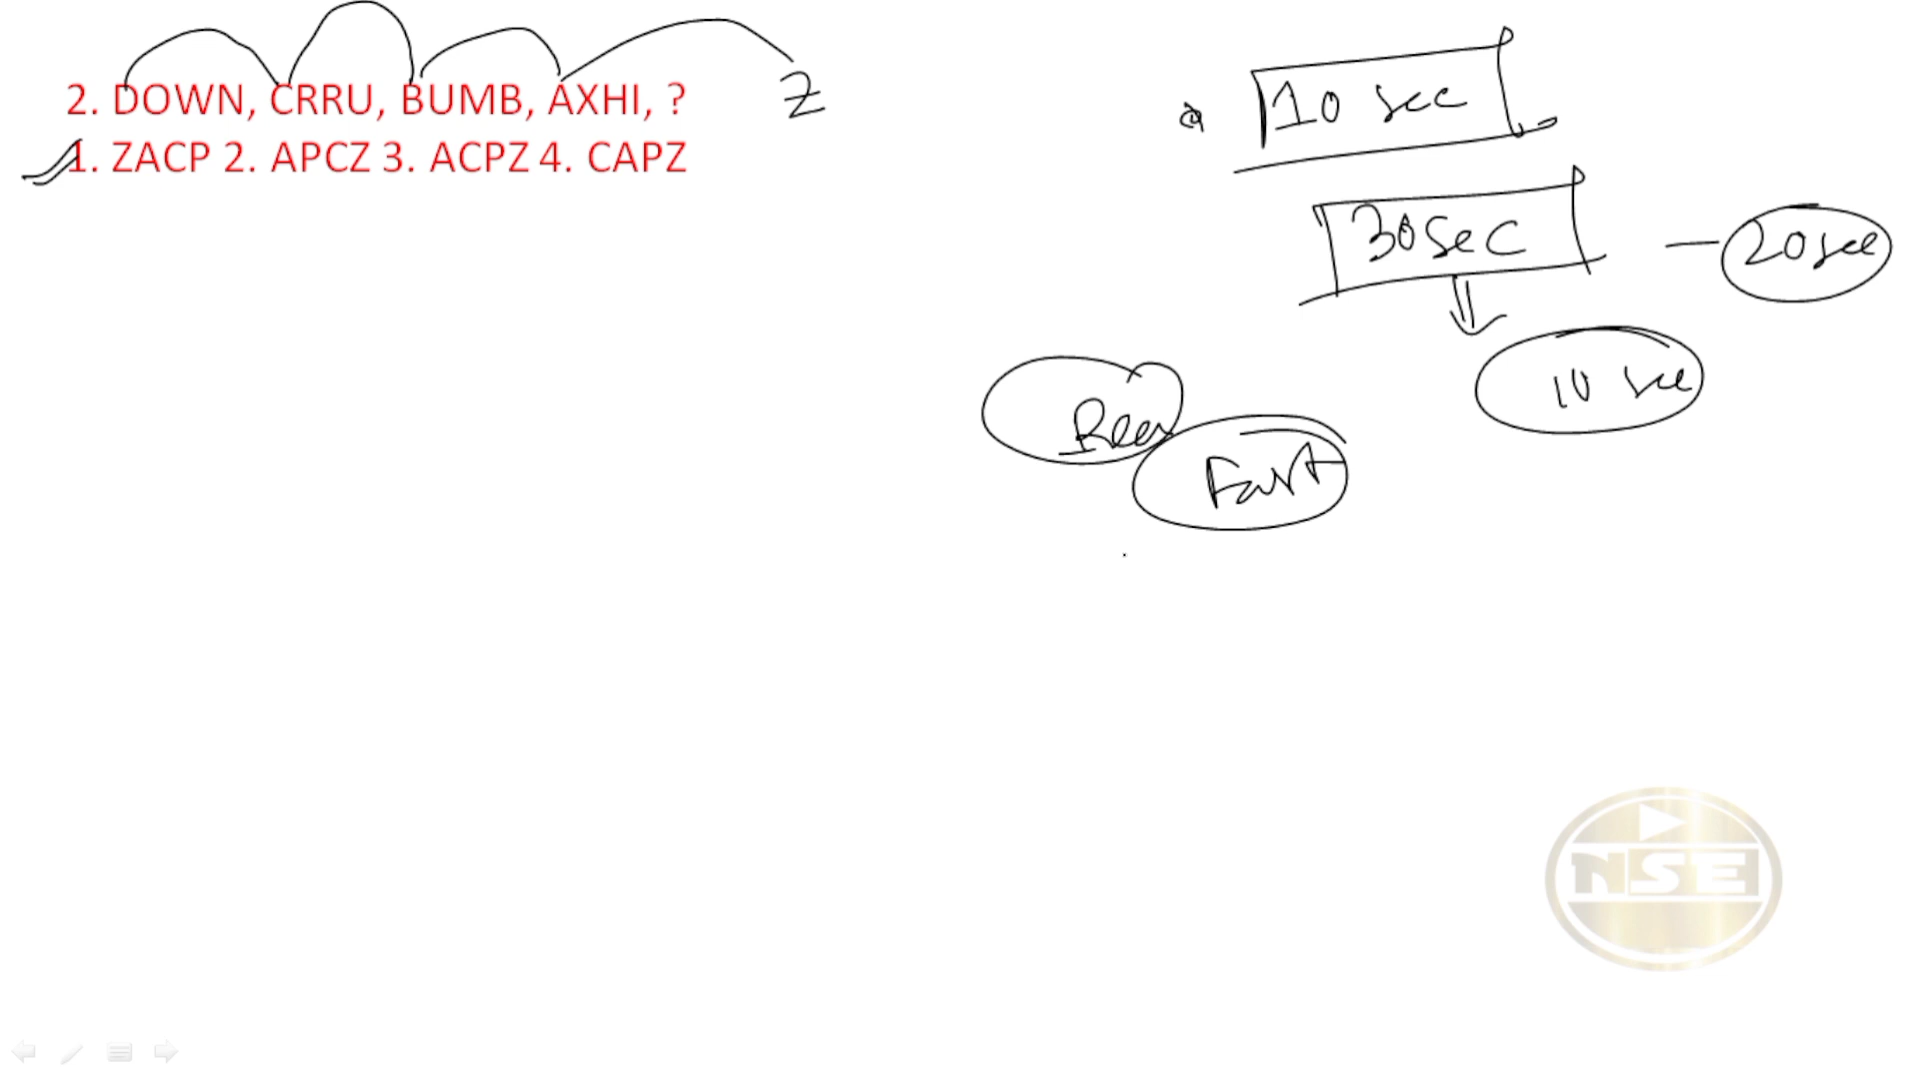 2. DOWN, CRRU, BUMB, AXHI, ?
Z
1. ZACP 2. APCZ 3. ACPZ 4. CAPZ
10 sec
30 sec
20 sec
10 sec
Fast
NSE